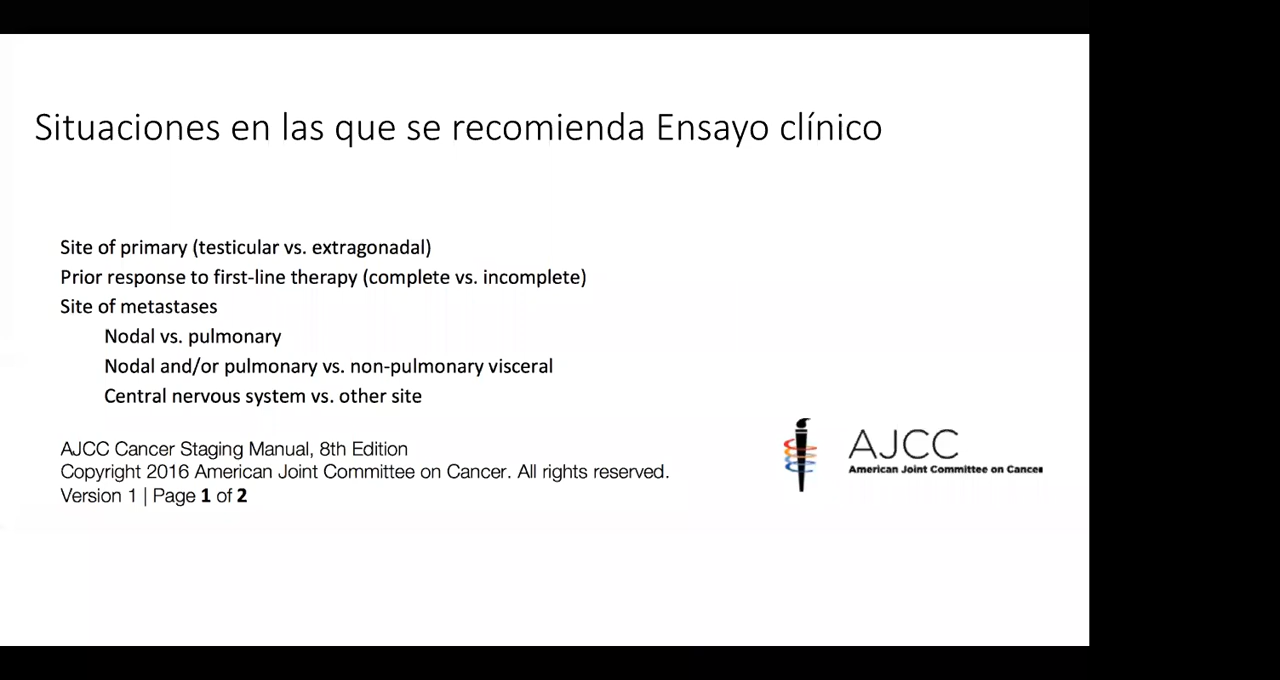 Situaciones en las que se recomienda Ensayo clínico
Site of primary (testicular vs. extragonadal)
Prior response to first-line therapy (complete vs. incomplete)
Site of metastases
Nodal vs. pulmonary
Nodal and/or pulmonary vs. non-pulmonary visceral
Central nervous system vs. other site
AJCC Cancer Staging Manual, 8th Edition
Copyright 2016 American Joint Committee on Cancer. All rights reserved.
Version 1 | Page 1 of 2
AJCC
American Joint Committee on Cancer